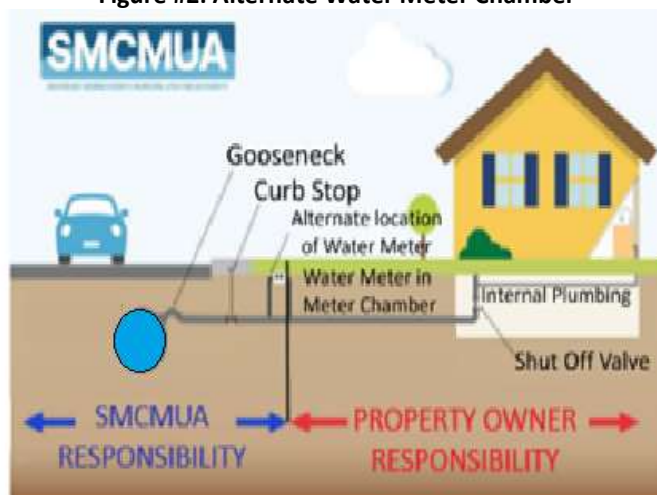 Figure #2: Alternate Water Meter Chamber
SMCMUA
Gooseneck
Curb Stop
Alternate location
of Water Meter
Water Meter in
Meter Chamber
Internal Plumbing
Shut Off Valve
SMCMUA
RESPONSIBILITY
PROPERTY OWNER
RESPONSIBILITY